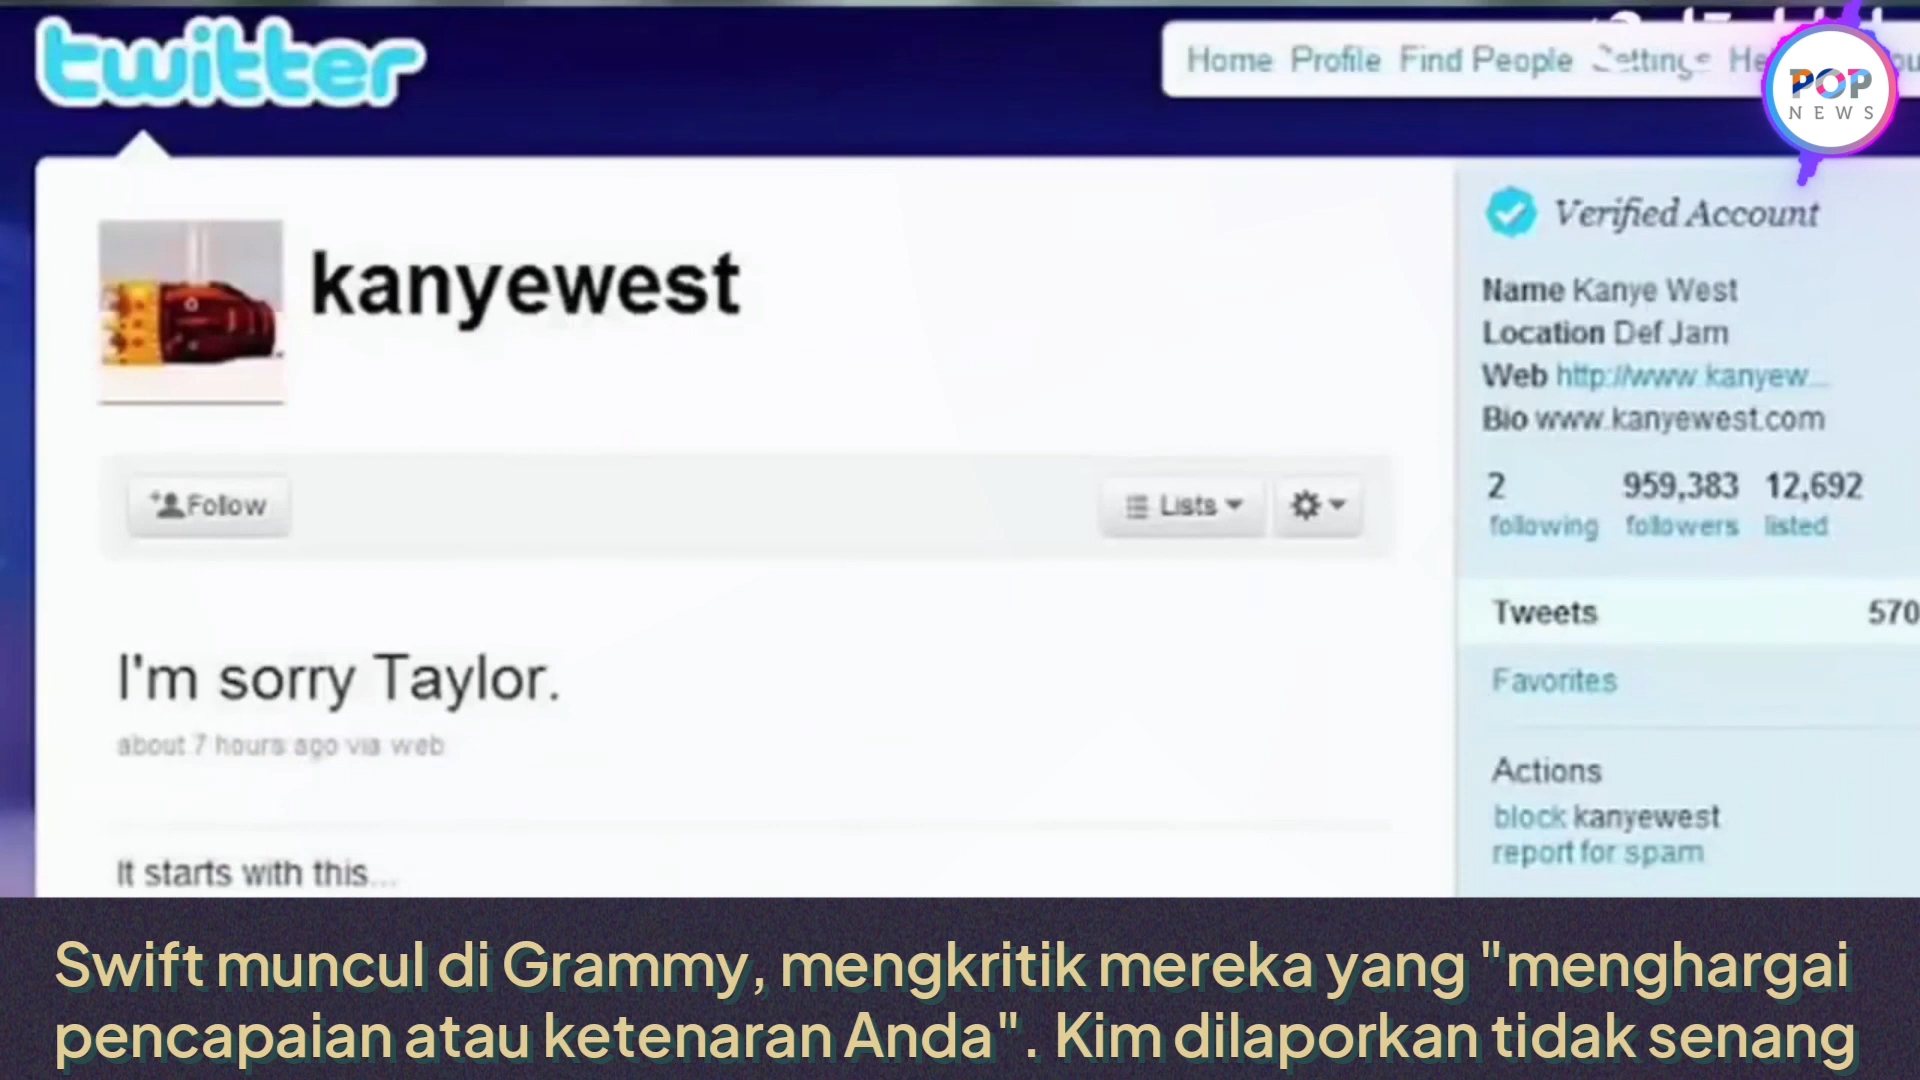 twitter
Home Profile Find People Settings
POP
NEWS
kanyewest
Verified Account
Name Kanye West
Location Def Jam
Web http://www.kanyew...
Bio www.kanyewest.com
2 959,383 12,692
following followers listed
Follow
Lists
Tweets 570
I'm sorry Taylor.
about 7 hours ago via web
Favorites
Actions
block kanyewest
report for spam
It starts with this...
Swift muncul di Grammy, mengkritik mereka yang "menghargai
pencapaian atau ketenaran Anda". Kim dilaporkan tidak senang